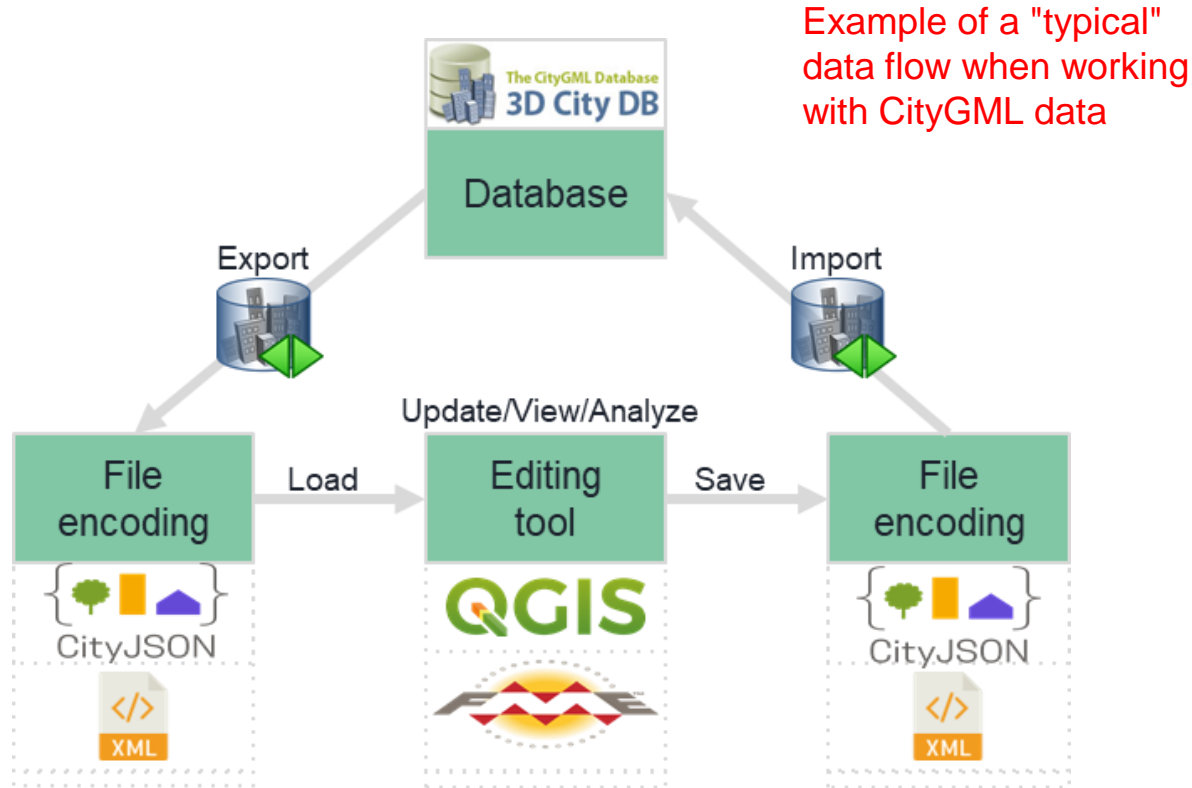 Example of a "typical"
data flow when working
with CityGML data
The CityGML Database
3D City DB
Database
Export
Import
Update/View/Analyze
File
encoding
Load
Editing
tool
Save
File
encoding
CityJSON
XML
QGIS
FME
CityJSON
XML